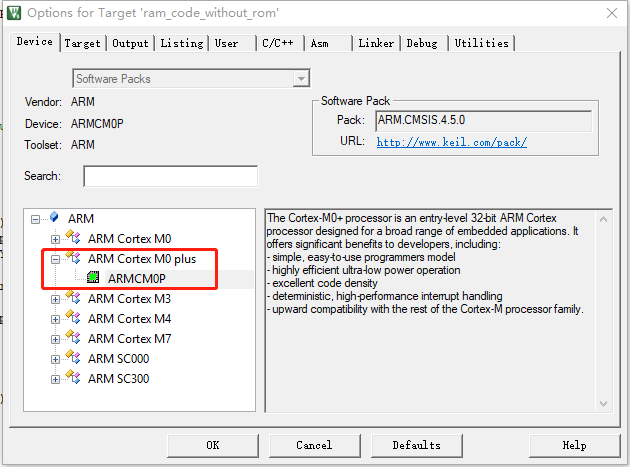 Options for Target 'ram_code_without_rom'
Device Target Output Listing User C/C++ Asm Linker Debug Utilities
Software Packs
Software Pack
Vendor: ARM
Device: ARMCM0P
Toolset: ARM
Pack: ARM.CMSIS.4.5.0
URL: http://www.keil.com/pack/
Search:
ARM
ARM Cortex M0
ARM Cortex M0 plus
ARMCM0P
ARM Cortex M3
ARM Cortex M4
ARM Cortex M7
ARM SC000
ARM SC300
The Cortex-M0+ processor is an entry-level 32-bit ARM Cortex
processor designed for a broad range of embedded applications. It
offers significant benefits to developers, including:
- simple, easy-to-use programmers model
- highly efficient ultra-low power operation
- excellent code density
- deterministic, high-performance interrupt handling
- upward compatibility with the rest of the Cortex-M processor family.
OK Cancel Defaults Help